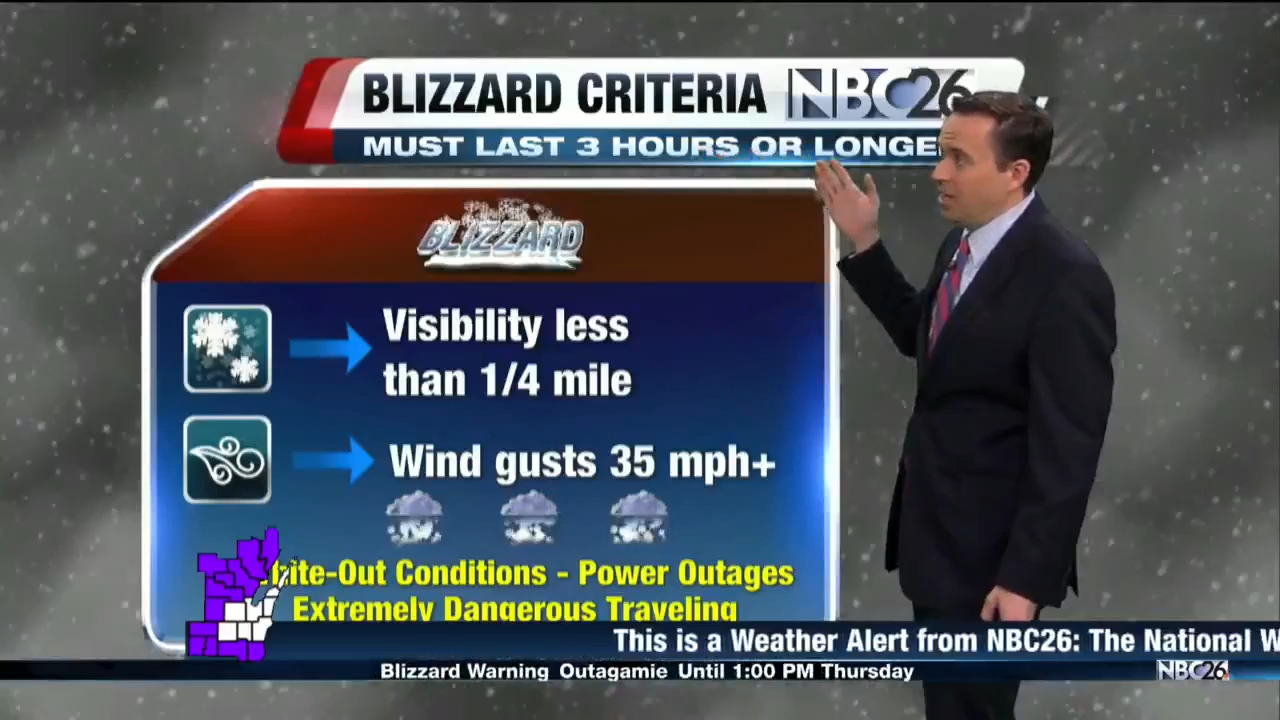 BLIZZARD CRITERIA NBC26
MUST LAST 3 HOURS OR LONGE
BLIZZARD
Visibility less
than 1/4 mile
Wind gusts 35 mph+
ite-Out Conditions - Power Outages
Extremely Dangerous Traveling
This is a Weather Alert from NBC26: The National W
Blizzard Warning Outagamie Until 1:00 PM Thursday
NBC26